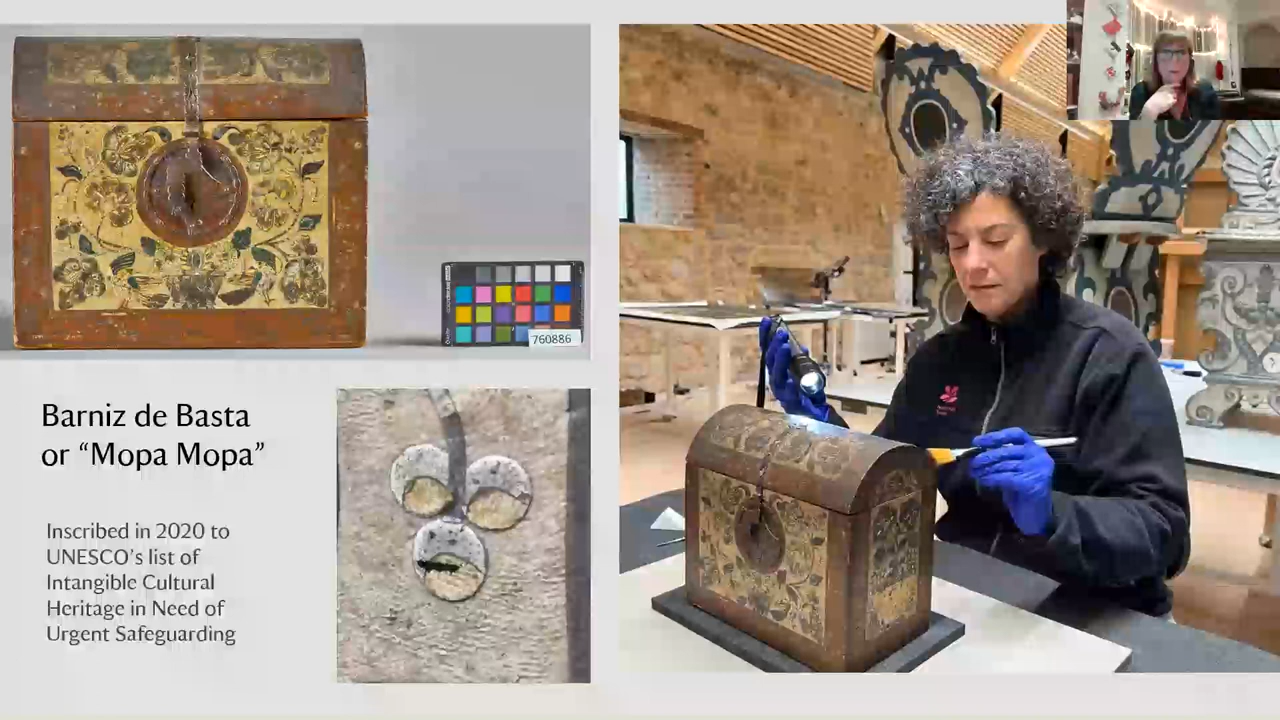 760886
Barniz de Basta
or “Mopa Mopa”
Inscribed in 2020 to
UNESCO’s list of
Intangible Cultural
Heritage in Need of
Urgent Safeguarding